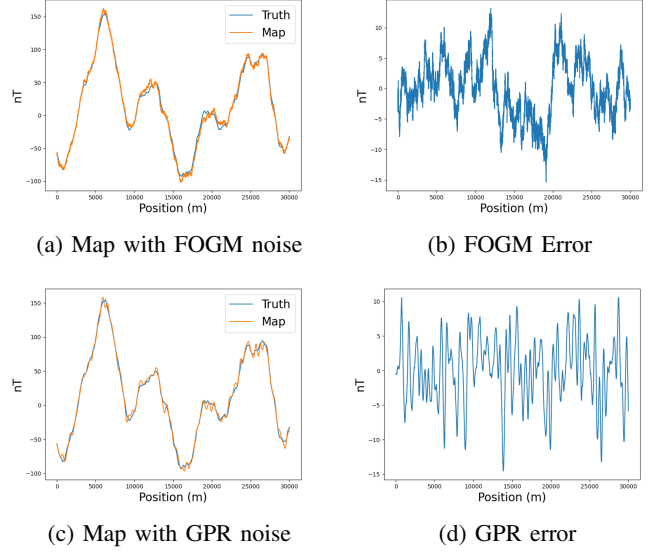 150
100
50
0
−50
−100
nT
Truth
Map
0 5000 10000 15000 20000 25000 30000
Position (m)
(a) Map with FOGM noise
10
5
0
−5
−10
−15
nT
0 5000 10000 15000 20000 25000 30000
Position (m)
(b) FOGM Error
150
100
50
0
−50
−100
nT
Truth
Map
0 5000 10000 15000 20000 25000 30000
Position (m)
(c) Map with GPR noise
10
5
0
−5
−10
−15
nT
0 5000 10000 15000 20000 25000 30000
Position (m)
(d) GPR error